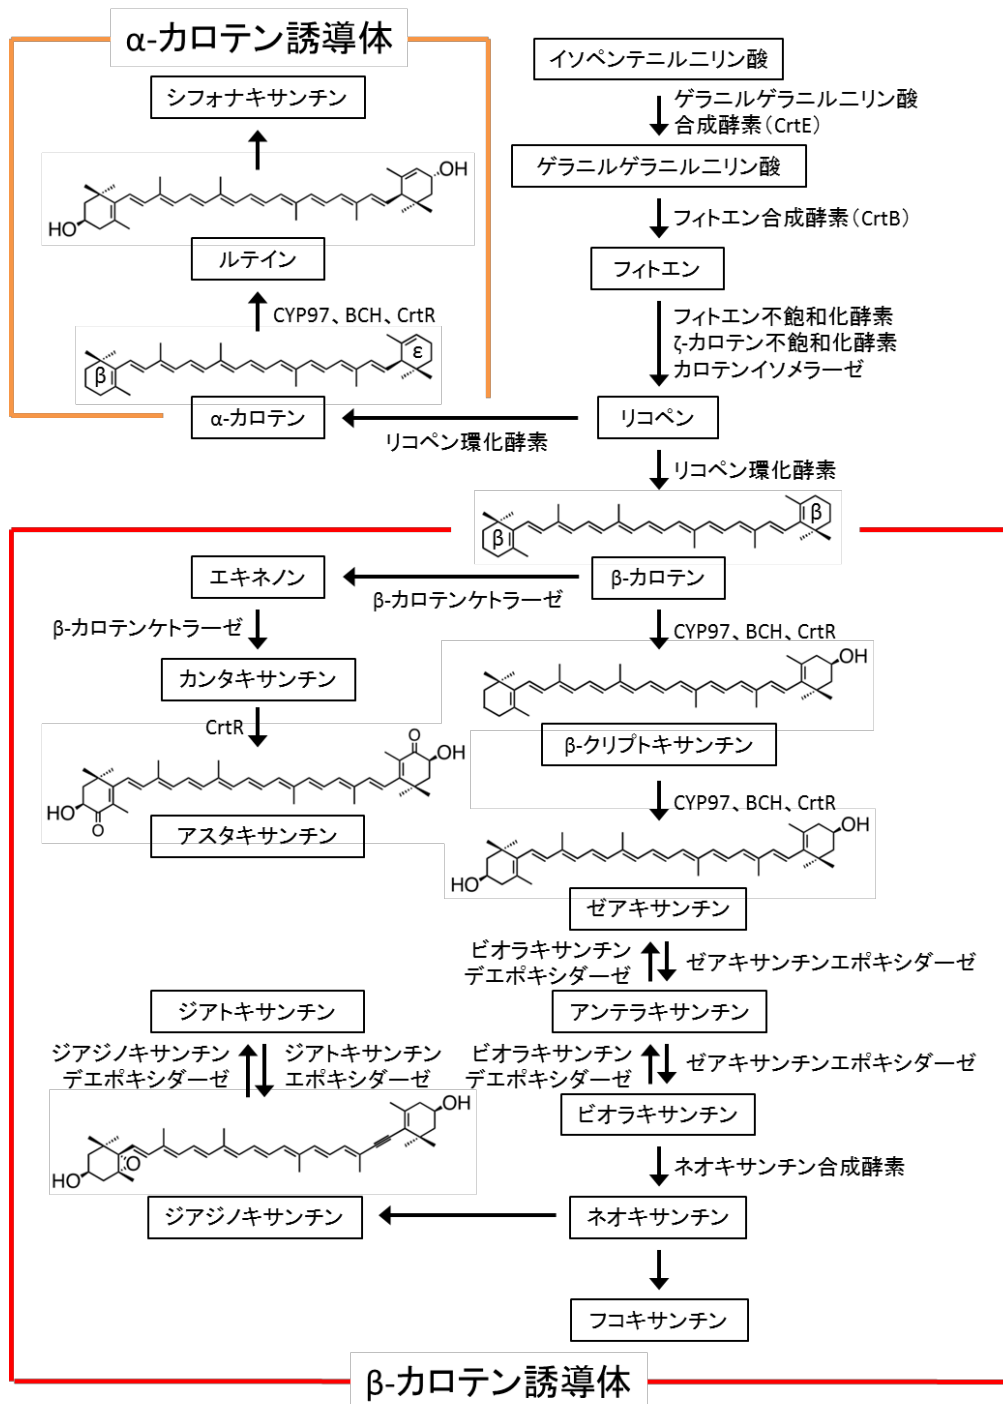 α-カロテン誘導体
シフォナキサンチン
OH
HO
ルテイン
CYP97、BCH、CrtR
β
ε
α-カロテン
リコペン環化酵素
イソペンテニル二リン酸
ゲラニルゲラニル二リン酸
合成酵素(CrtE)
ゲラニルゲラニル二リン酸
フィトエン合成酵素(CrtB)
フィトエン
フィトエン不飽和化酵素
ζ-カロテン不飽和化酵素
カロテンイソメラーゼ
リコペン
リコペン環化酵素
β
β
β-カロテン
β-カロテンケトラーゼ
エキネノン
β-カロテンケトラーゼ
カンタキサンチン
CrtR
O
OH
HO
O
アスタキサンチン
CYP97、BCH、CrtR
OH
β-クリプトキサンチン
CYP97、BCH、CrtR
OH
HO
ゼアキサンチン
ビオラキサンチン
デエポキシダーゼ
ゼアキサンチンエポキシダーゼ
アンテラキサンチン
ビオラキサンチン
デエポキシダーゼ
ゼアキサンチンエポキシダーゼ
ビオラキサンチン
ネオキサンチン合成酵素
ネオキサンチン
フコキサンチン
ジアトキサンチン
ジアジノキサンチン
デエポキシダーゼ
ジアトキサンチン
エポキシダーゼ
OH
O
HO
ジアジノキサンチン
β-カロテン誘導体